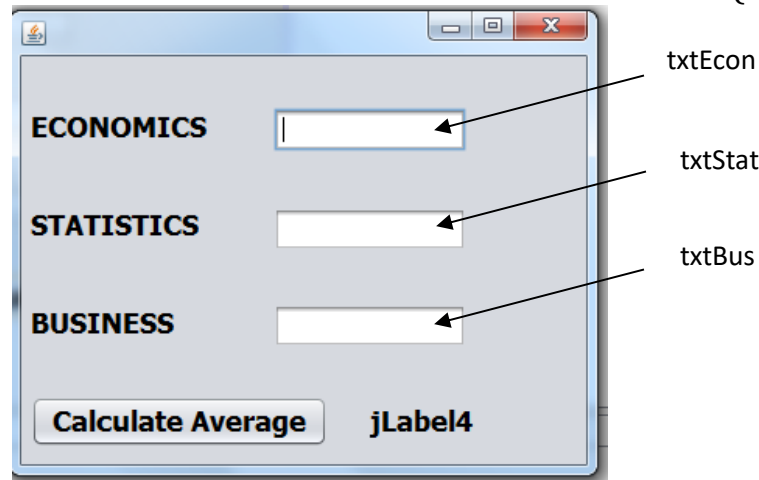 txtEcon
ECONOMICS
txtStat
STATISTICS
txtBus
BUSINESS
Calculate Average jLabel4